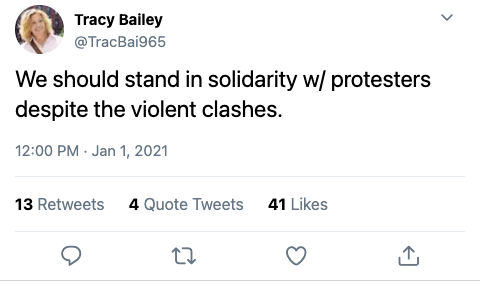 Tracy Bailey
@TracBai965
We should stand in solidarity w/ protesters
despite the violent clashes.
12:00 PM · Jan 1, 2021
13 Retweets 4 Quote Tweets 41 Likes